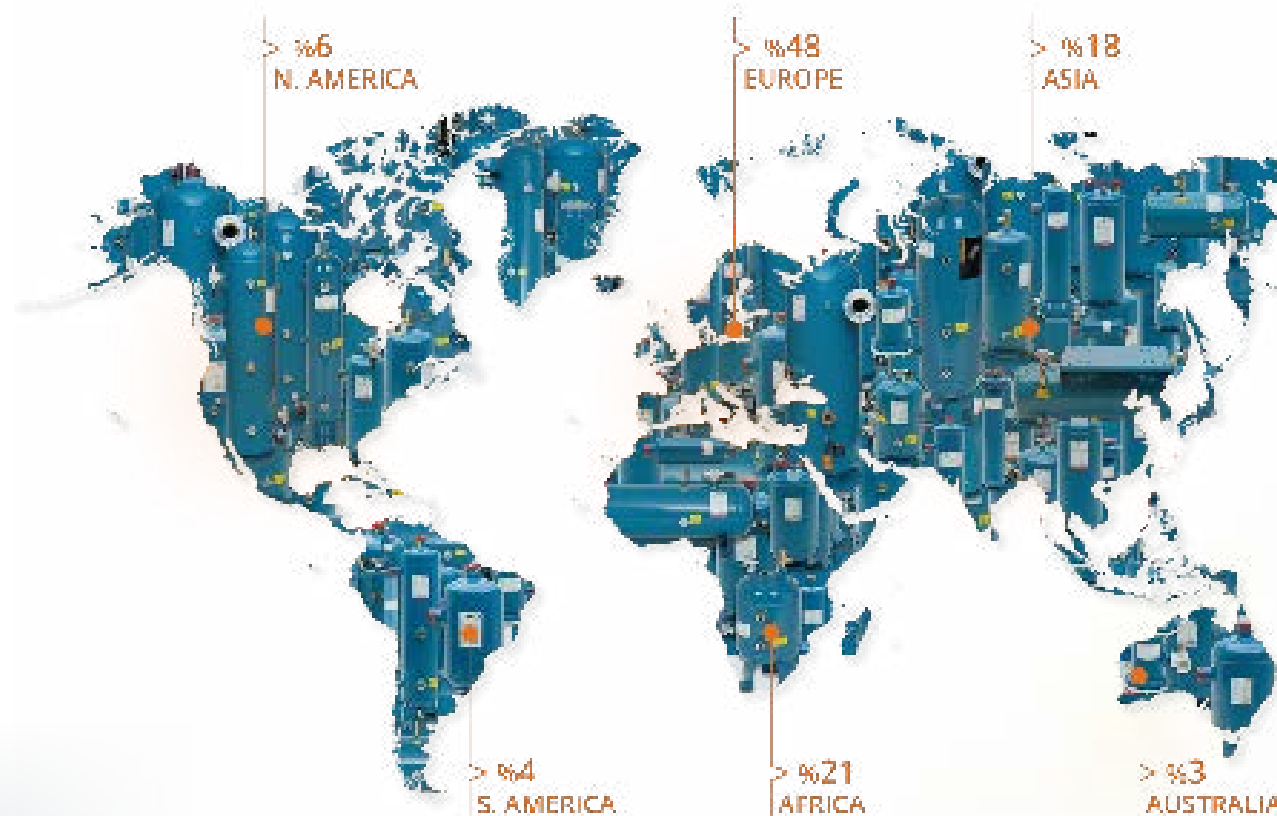 > %6
N. AMERICA
> %48
EUROPE
> %18
ASIA
> %4
S. AMERICA
> %21
AFRICA
> %3
AUSTRALIA